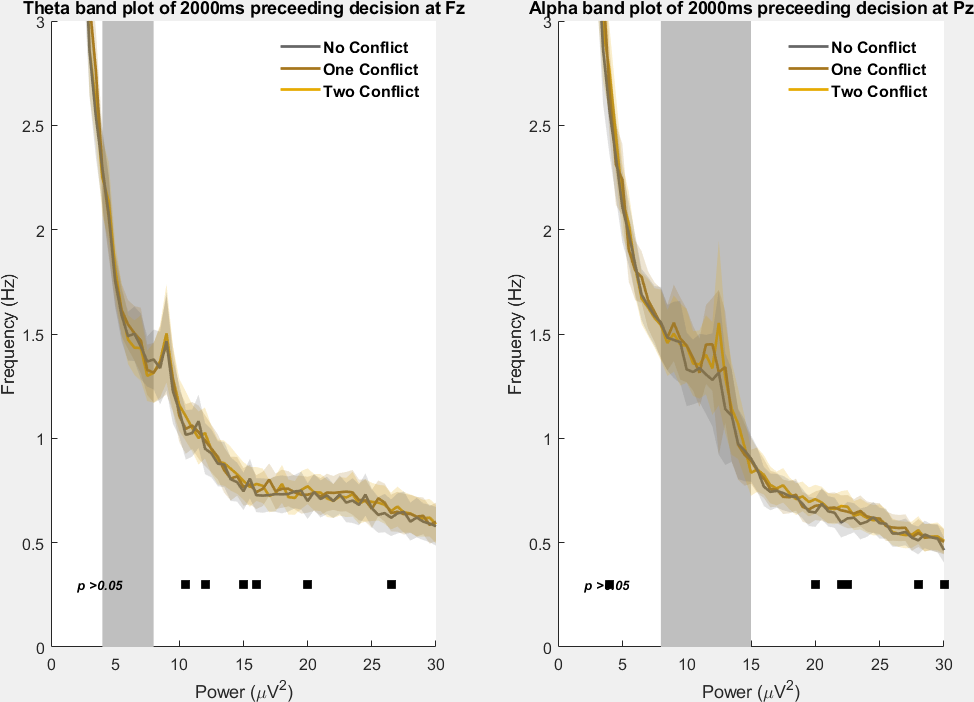 Theta band plot of 2000ms preceeding decision at Fz
3
2.5
2
1.5
1
0.5
0
Frequency (Hz)
No Conflict
One Conflict
Two Conflict
p >0.05
0 5 10 15 20 25 30
Power (μV²)
Alpha band plot of 2000ms preceeding decision at Pz
3
2.5
2
1.5
1
0.5
0
Frequency (Hz)
No Conflict
One Conflict
Two Conflict
p >0.05
0 5 10 15 20 25 30
Power (μV²)